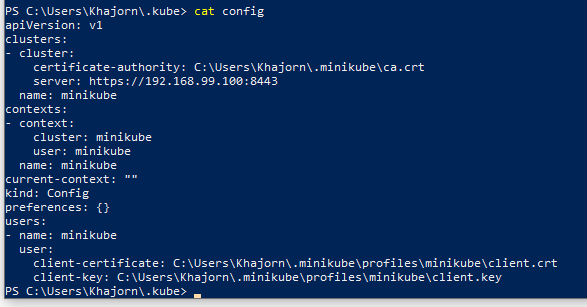 PS C:\Users\Khajorn\.kube> cat config
apiVersion: v1
clusters:
- cluster:
    certificate-authority: C:\Users\Khajorn\.minikube\ca.crt
    server: https://192.168.99.100:8443
  name: minikube
contexts:
- context:
    cluster: minikube
    user: minikube
  name: minikube
current-context: ""
kind: Config
preferences: {}
users:
- name: minikube
  user:
    client-certificate: C:\Users\Khajorn\.minikube\profiles\minikube\client.crt
    client-key: C:\Users\Khajorn\.minikube\profiles\minikube\client.key
PS C:\Users\Khajorn\.kube>